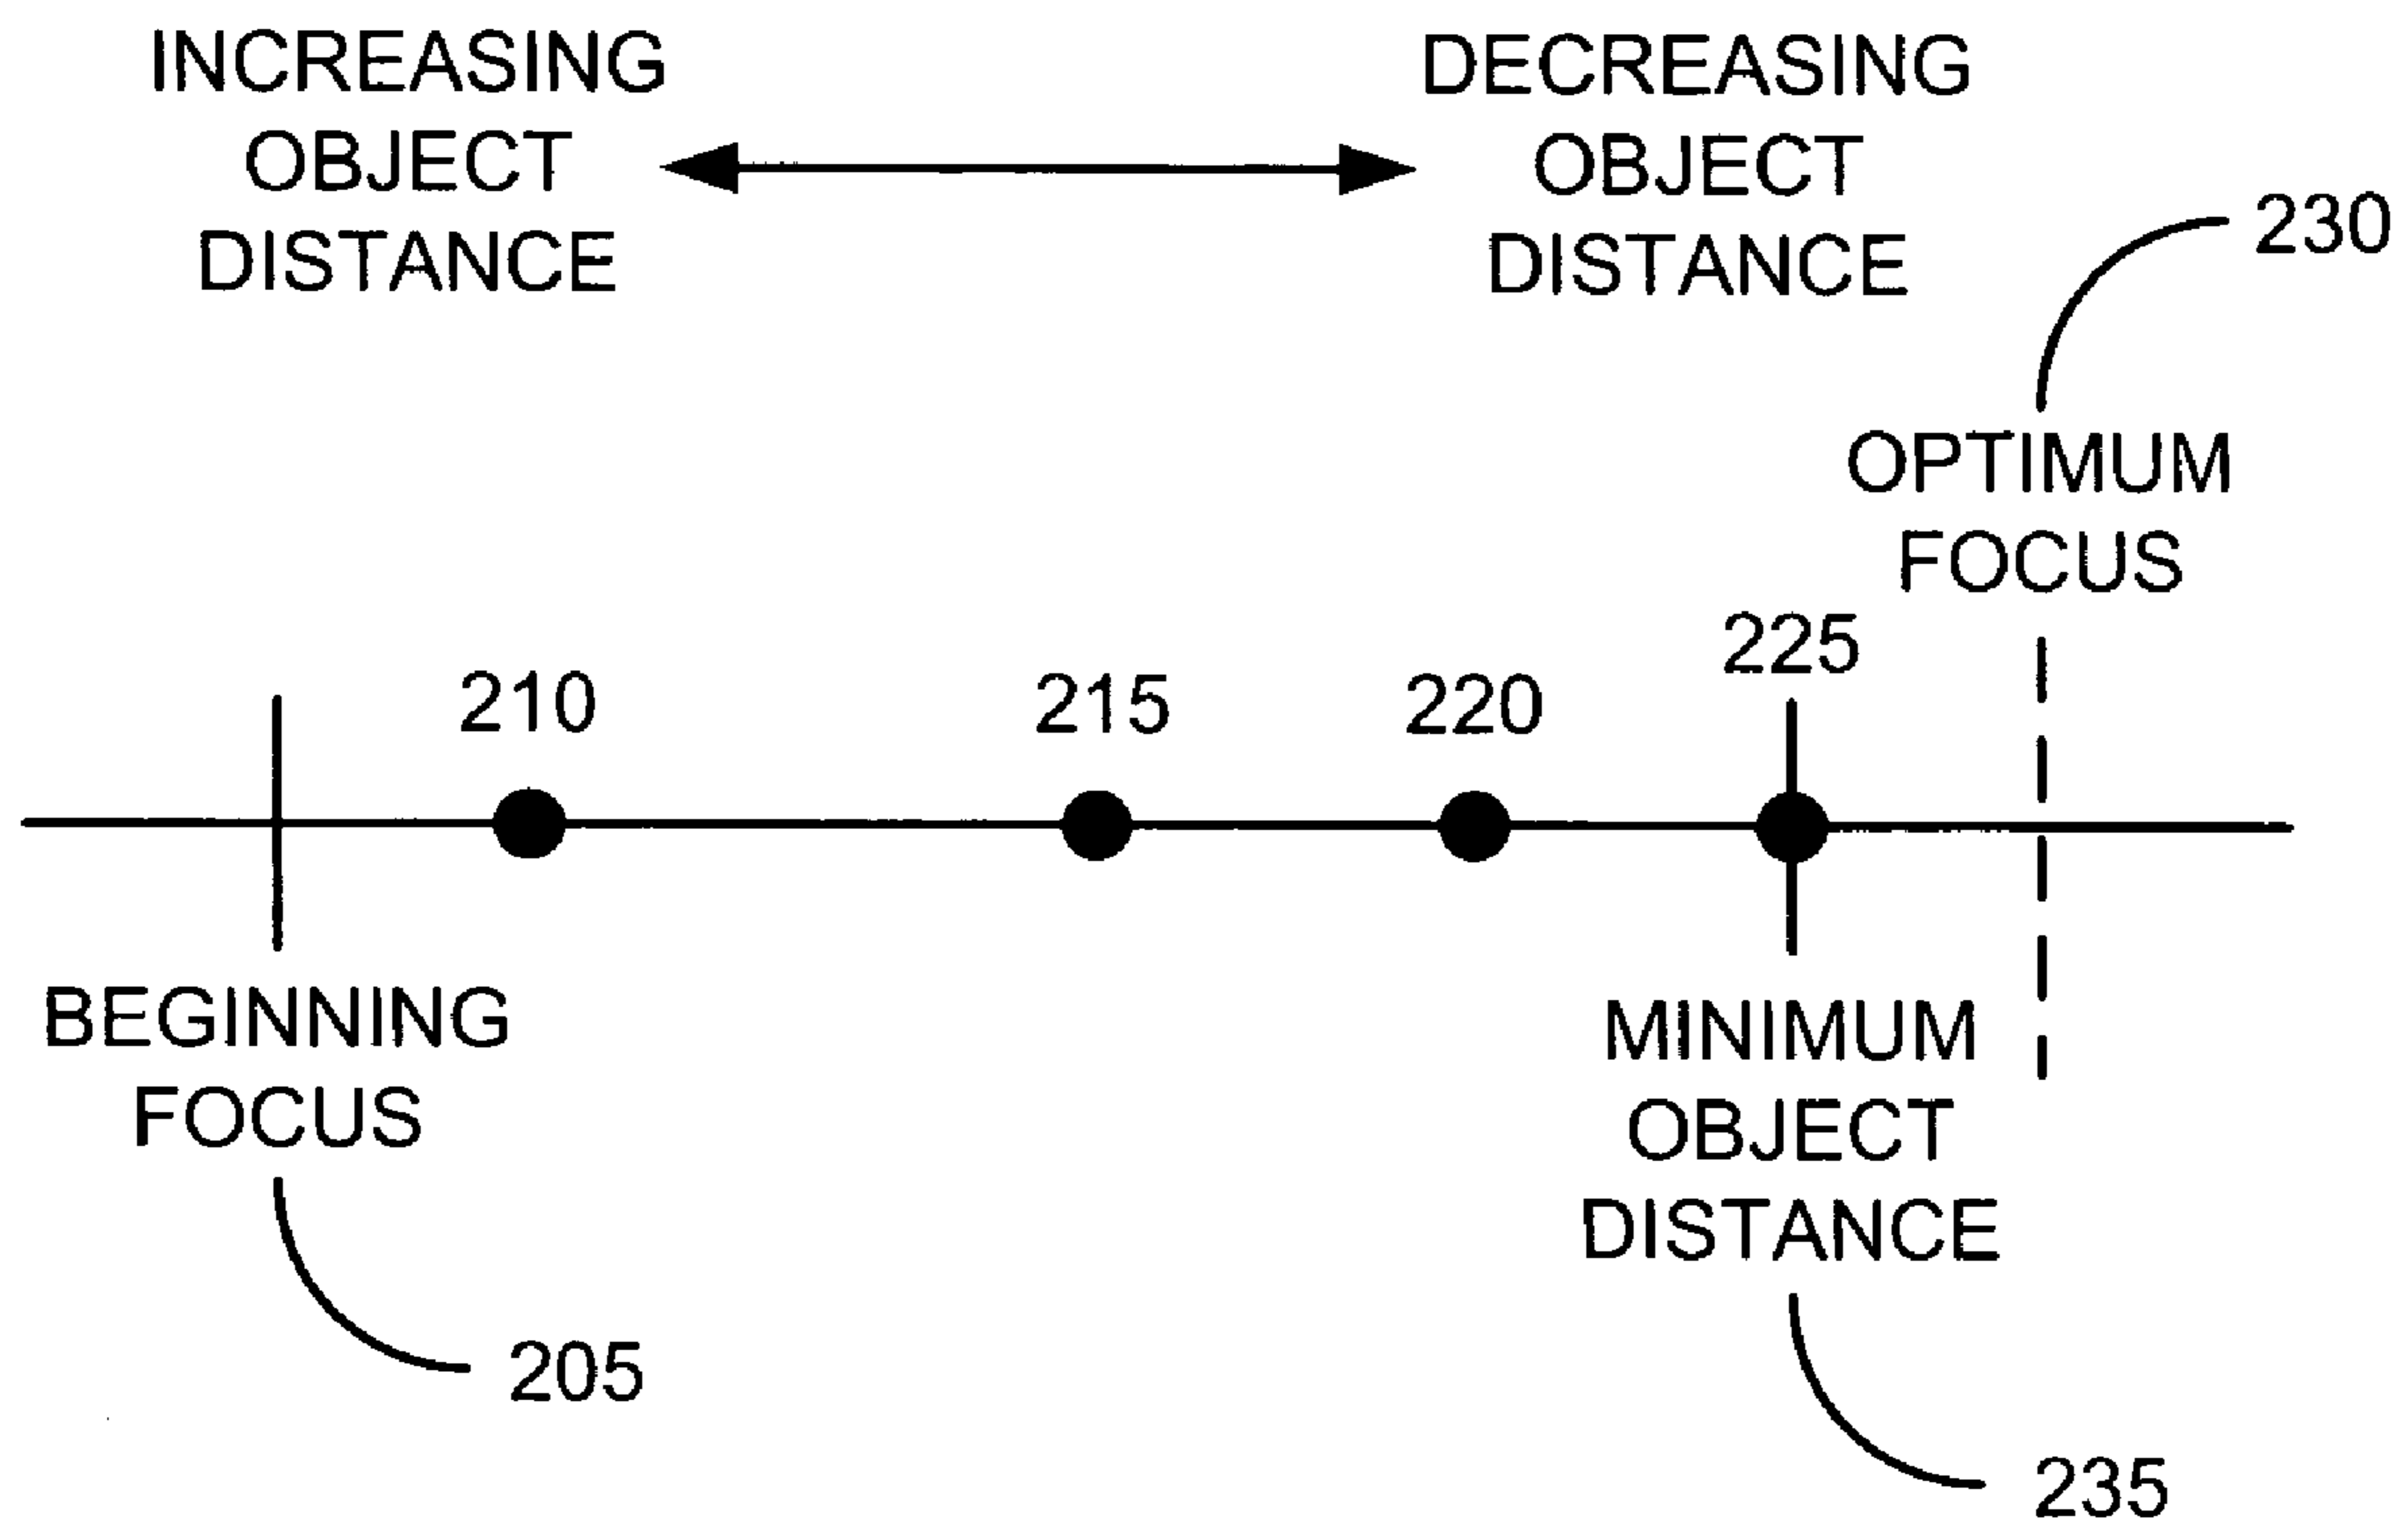 INCREASING
OBJECT
DISTANCE
DECREASING
OBJECT
DISTANCE
230
OPTIMUM
FOCUS
210
215
220
225
BEGINNING
FOCUS
205
MINIMUM
OBJECT
DISTANCE
235